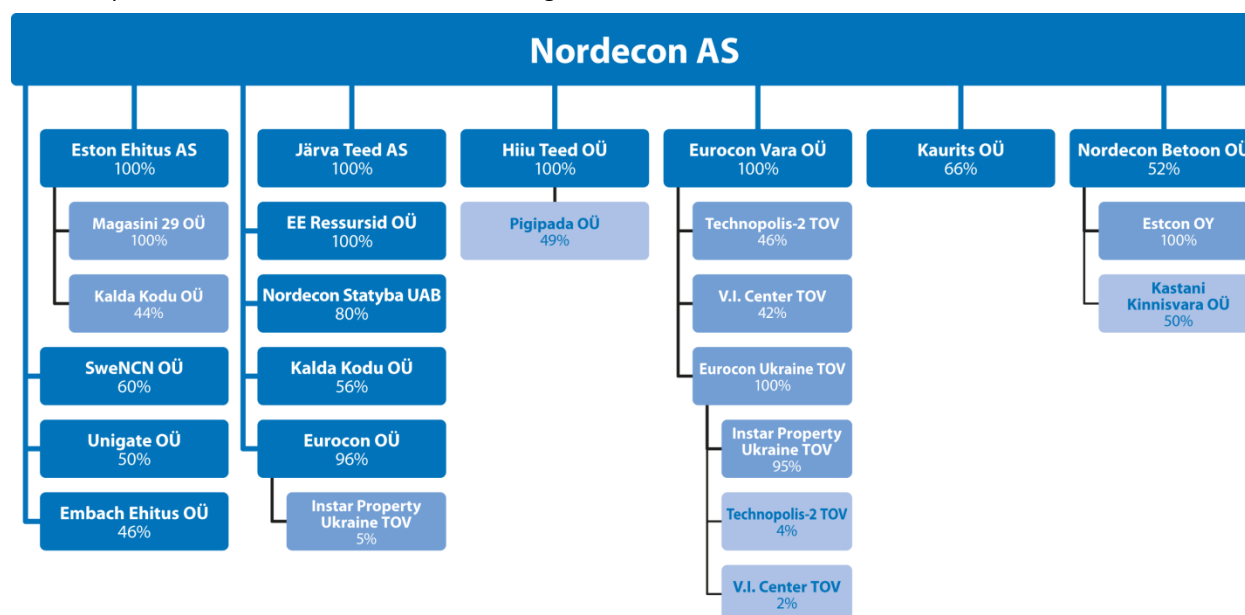 Nordecon AS
Eston Ehitus AS
100%
Magasini 29 OÜ
100%
Kalda Kodu OÜ
44%
SweNCN OÜ
60%
Unigate OÜ
50%
Embach Ehitus OÜ
46%
Järva Teed AS
100%
EE Ressursid OÜ
100%
Nordecon Statyba UAB
80%
Kalda Kodu OÜ
56%
Eurocon OÜ
96%
Instar Property
Ukraine TOV
5%
Hiiu Teed OÜ
100%
Pigipada OÜ
49%
Eurocon Vara OÜ
100%
Technopolis-2 TOV
46%
V.I. Center TOV
42%
Eurocon Ukraine TOV
100%
Instar Property
Ukraine TOV
95%
Technopolis-2 TOV
4%
V.I. Center TOV
2%
Kaurits OÜ
66%
Nordecon Betoon OÜ
52%
Estcon OY
100%
Kastani
Kinnisvara OÜ
50%